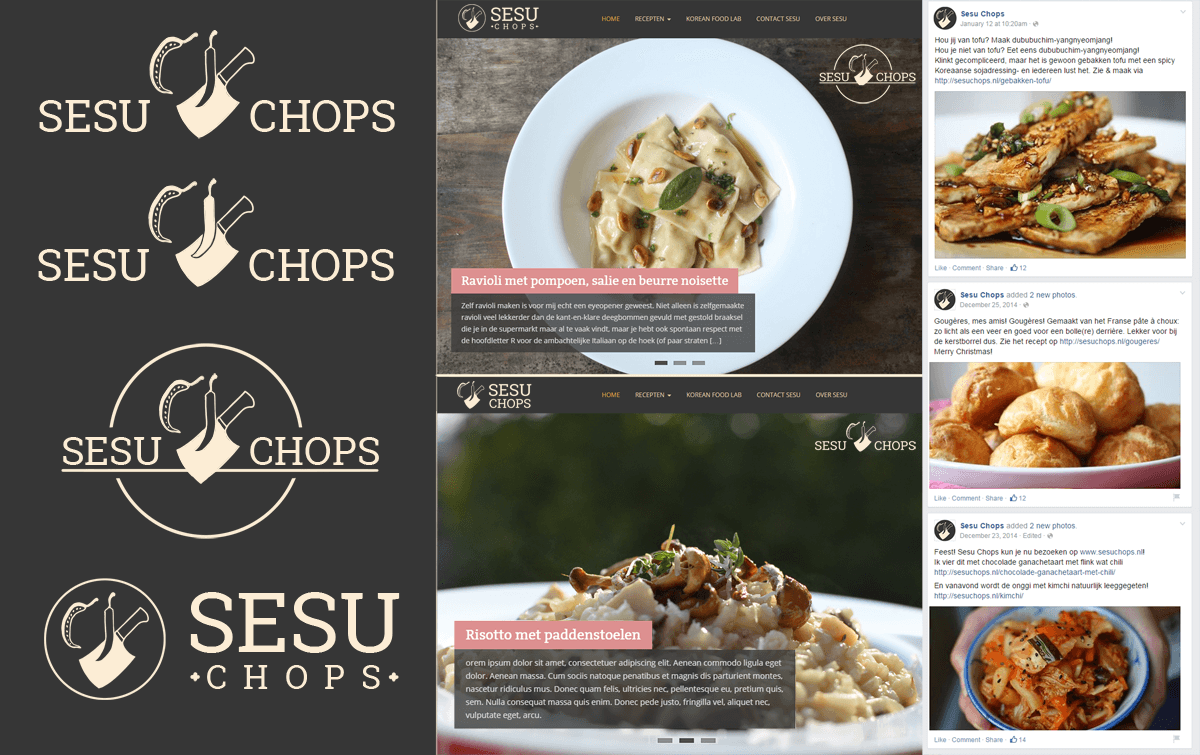 SESU CHOPS
SESU CHOPS
SESU CHOPS
SESU
CHOPS
SESU
CHOPS
HOME RECEPTEN KOREAN FOOD LAB CONTACT SESU OVER SESU
SESU CHOPS
Ravioli met pompoen, salie en beurre noisette
Zelf ravioli maken is voor mij echt een eyeopener geweest. Niet alleen is zelfgemaakte
ravioli veel lekkerder dan de kant-en-klare deegbommen gevuld met gestold braaksel
die je in de supermarkt maar al te vaak vindt, maar je hebt ook spontaan respect met
de hoofdletter R voor de ambachtelijke Italiaan op de hoek (of paar straten [...]
SESU
CHOPS
HOME RECEPTEN KOREAN FOOD LAB CONTACT SESU OVER SESU
SESU CHOPS
Risotto met paddenstoelen
orem ipsum dolor sit amet, consectetuer adipiscing elit. Aenean commodo ligula eget
dolor. Aenean massa. Cum sociis natoque penatibus et magnis dis parturient montes,
nascetur ridiculus mus. Donec quam felis, ultricies nec, pellentesque eu, pretium quis,
sem. Nulla consequat massa quis enim. Donec pede justo, fringilla vel, aliquet nec,
vulputate eget, arcu.
Sesu Chops
January 12 at 10:20am ·
Hou jij van tofu? Maak dububuchim-yangnyeomjang!
Hou je niet van tofu? Eet eens dububuchim-yangnyeomjang!
Klinkt gecompliceerd, maar het is gewoon gebakken tofu met een spicy
Koreaanse sojadressing- en iedereen lust het. Zie & maak via
http://sesuchops.nl/gebakken-tofu/
Like · Comment · Share · 12
Sesu Chops added 2 new photos.
December 25, 2014 ·
Gougères, mes amis! Gougères! Gemaakt van het Franse pâte à choux:
zo licht als een veer en goed voor een bolle(re) derrière. Lekker voor bij
de kerstborrel dus. Zie het recept op http://sesuchops.nl/gougeres/
Merry Christmas!
Like · Comment · Share · 12
Sesu Chops added 2 new photos.
December 23, 2014 · Edited ·
Feest! Sesu Chops kun je nu bezoeken op www.sesuchops.nl!
Ik vier dit met chocolade ganachetaart met flink wat chili
http://sesuchops.nl/chocolade-ganachetaart-met-chili/
En vanavond wordt de onggi met kimchi natuurlijk leeggegeten!
http://sesuchops.nl/kimchi/
Like · Comment · Share · 14